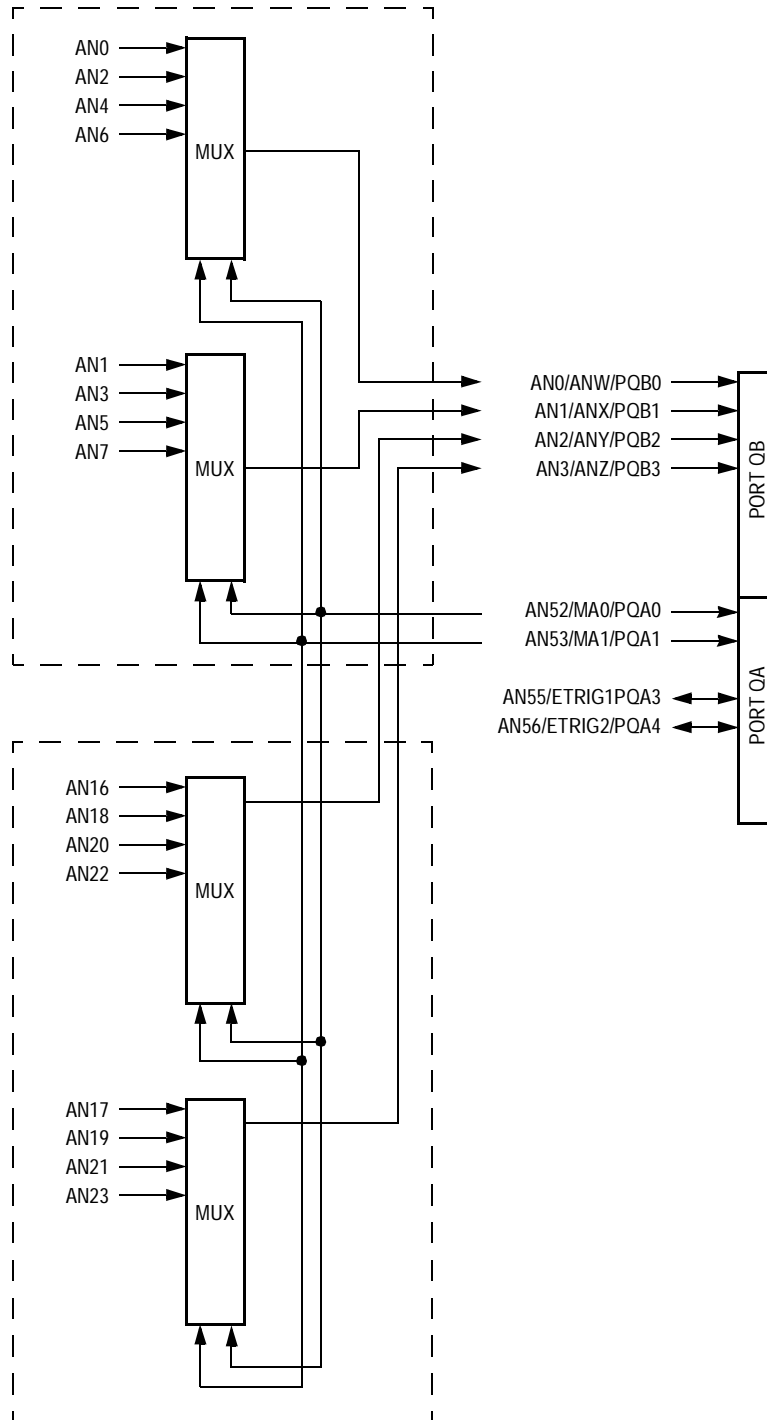 AN0
AN2
AN4
AN6
MUX
AN1
AN3
AN5
AN7
MUX
AN0/ANW/PQB0
AN1/ANX/PQB1
AN2/ANY/PQB2
AN3/ANZ/PQB3
PORT QB
AN52/MA0/PQA0
AN53/MA1/PQA1
AN55/ETRIG1PQA3
AN56/ETRIG2/PQA4
PORT QA
AN16
AN18
AN20
AN22
MUX
AN17
AN19
AN21
AN23
MUX